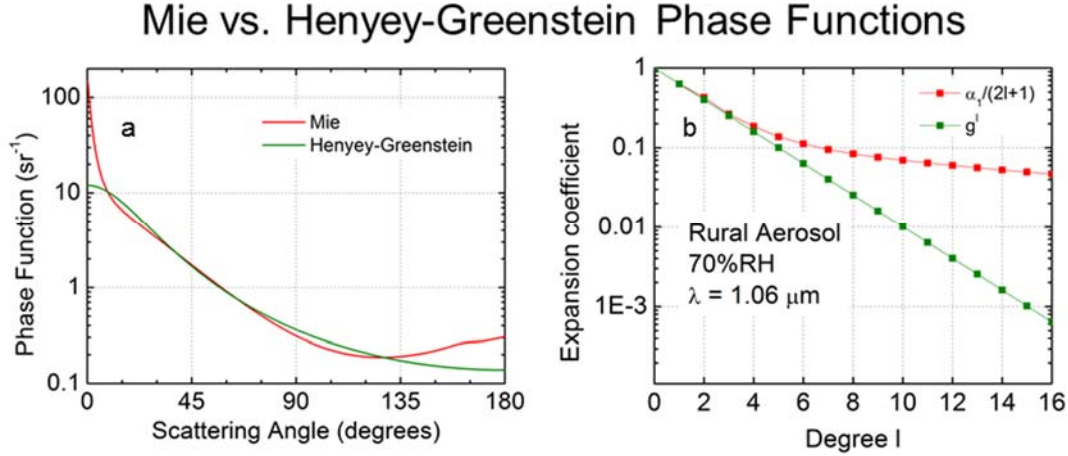 Mie vs. Henyey-Greenstein Phase Functions
Phase Function (sr⁻¹)
100
10
1
0.1
a
Mie
Henyey-Greenstein
0
45
90
135
180
Scattering Angle (degrees)
Expansion coefficient
1
0.1
0.01
1E-3
b
α₁/(2l+1)
gˡ
Rural Aerosol
70%RH
λ = 1.06 μm
0
2
4
6
8
10
12
14
16
Degree l